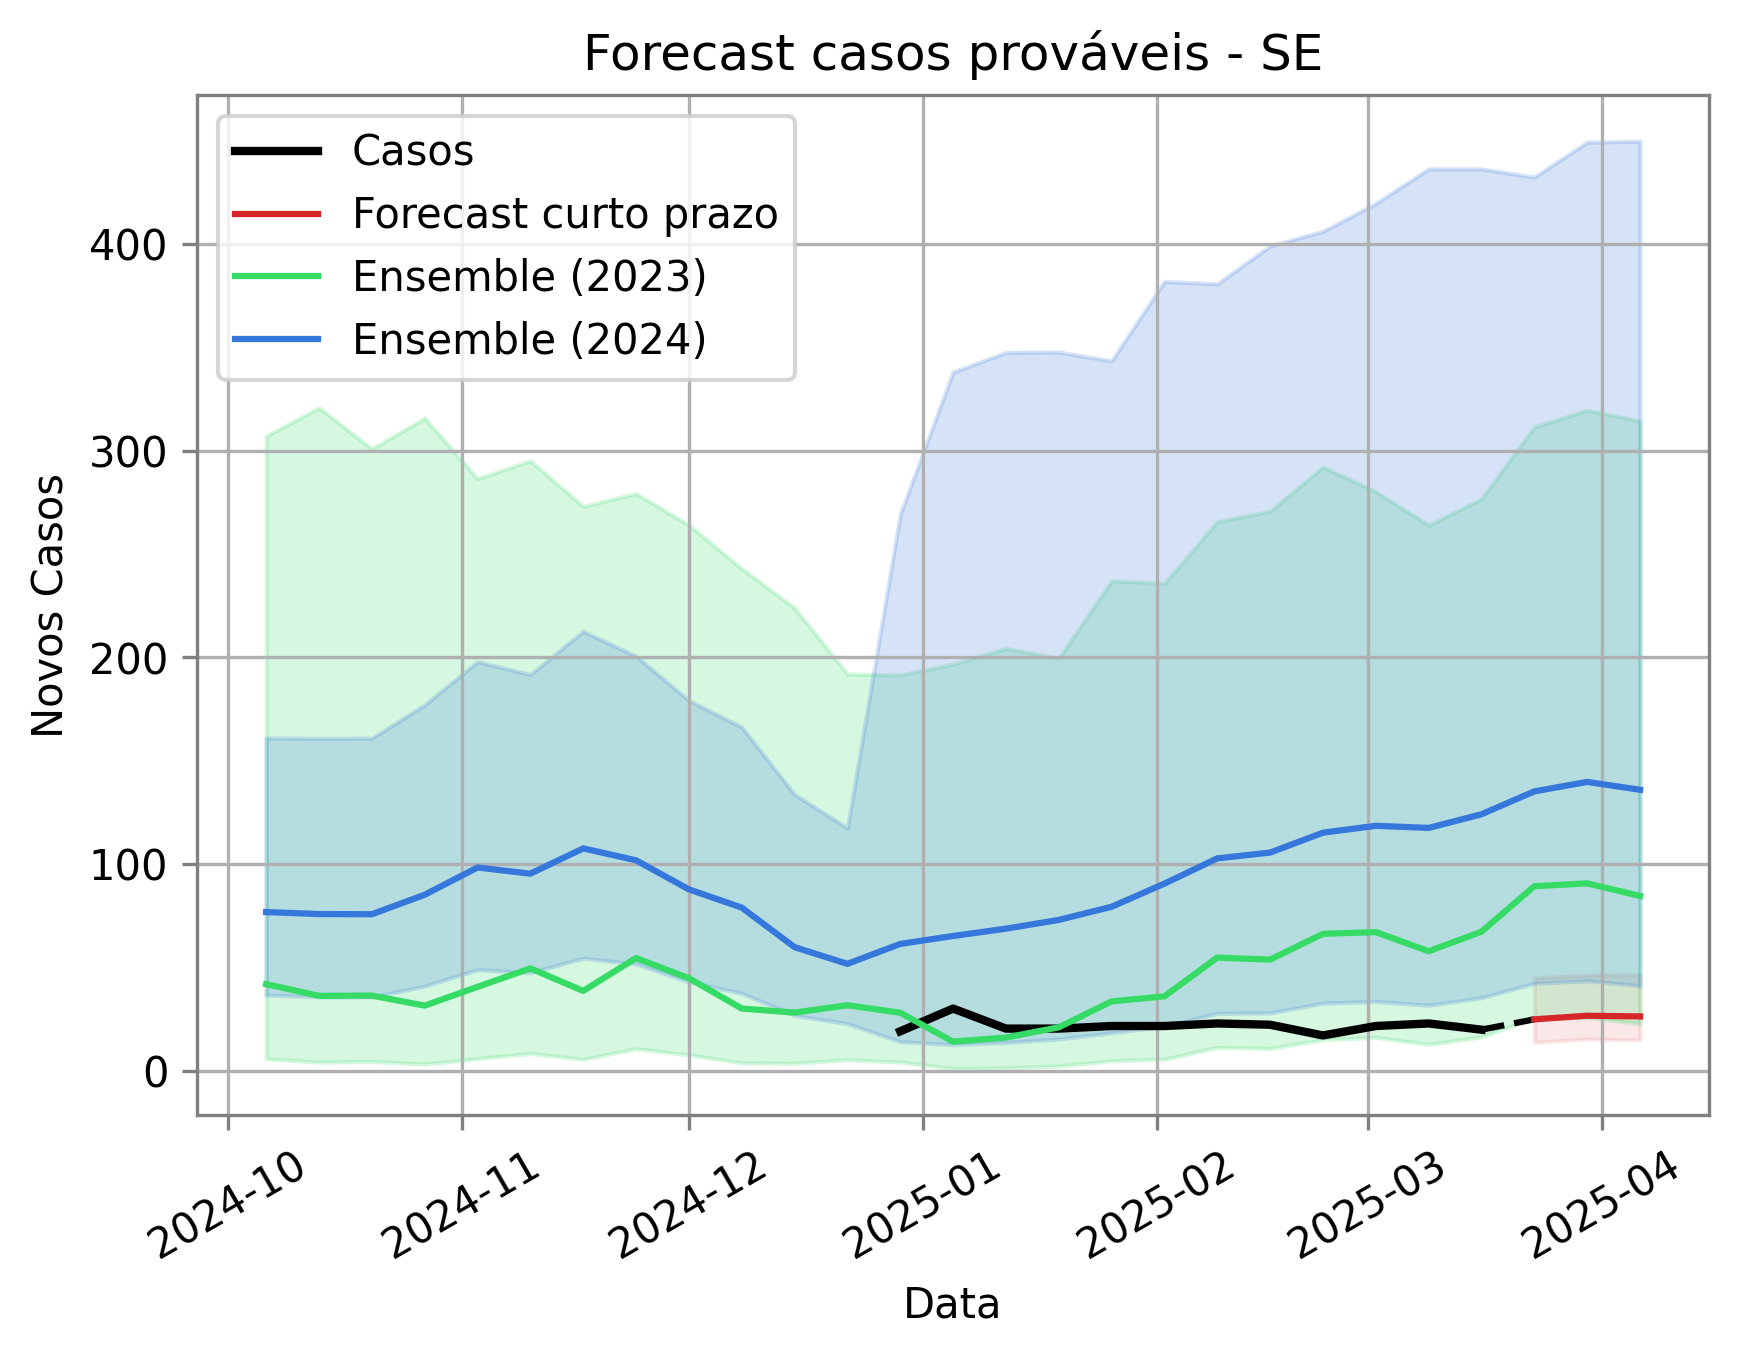 Forecast casos prováveis - SE
Casos
Forecast curto prazo
Ensemble (2023)
Ensemble (2024)
Novos Casos
400
300
200
100
0
2024-10
2024-11
2024-12
2025-01
2025-02
2025-03
2025-04
Data